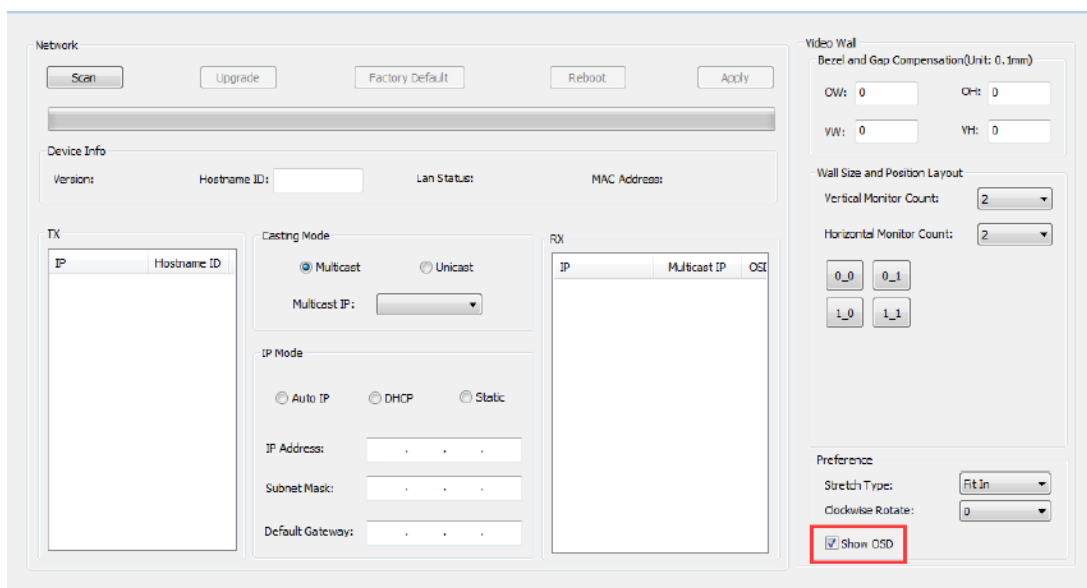 Network
Scan
Upgrade
Factory Default
Reboot
Apply
Device Info
Version:
Hostname ID:
Lan Status:
MAC Address:
TX
IP
Hostname ID
Casting Mode
Multicast
Unicast
Multicast IP:
IP Mode
Auto IP
DHCP
Static
IP Address:
Subnet Mask:
Default Gateway:
RX
IP
Multicast IP
OSI
Video Wal
Bezel and Gap Compensation(Unit: 0.1mm)
OW: 0
OH: 0
VW: 0
VH: 0
Wall Size and Position Layout
Vertical Monitor Count: 2
Horizontal Monitor Count: 2
0_0
0_1
1_0
1_1
Preference
Stretch Type: Fit In
Clockwise Rotate: 0
Show OSD